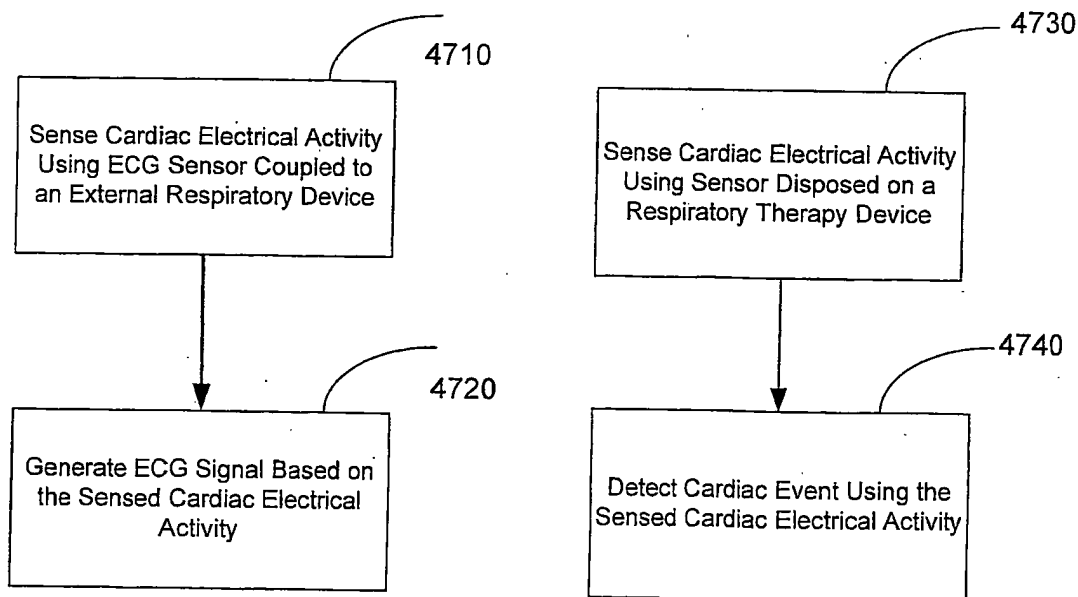 4710
Sense Cardiac Electrical Activity
Using ECG Sensor Coupled to
an External Respiratory Device
4720
Generate ECG Signal Based on
the Sensed Cardiac Electrical
Activity
4730
Sense Cardiac Electrical Activity
Using Sensor Disposed on a
Respiratory Therapy Device
4740
Detect Cardiac Event Using the
Sensed Cardiac Electrical Activity